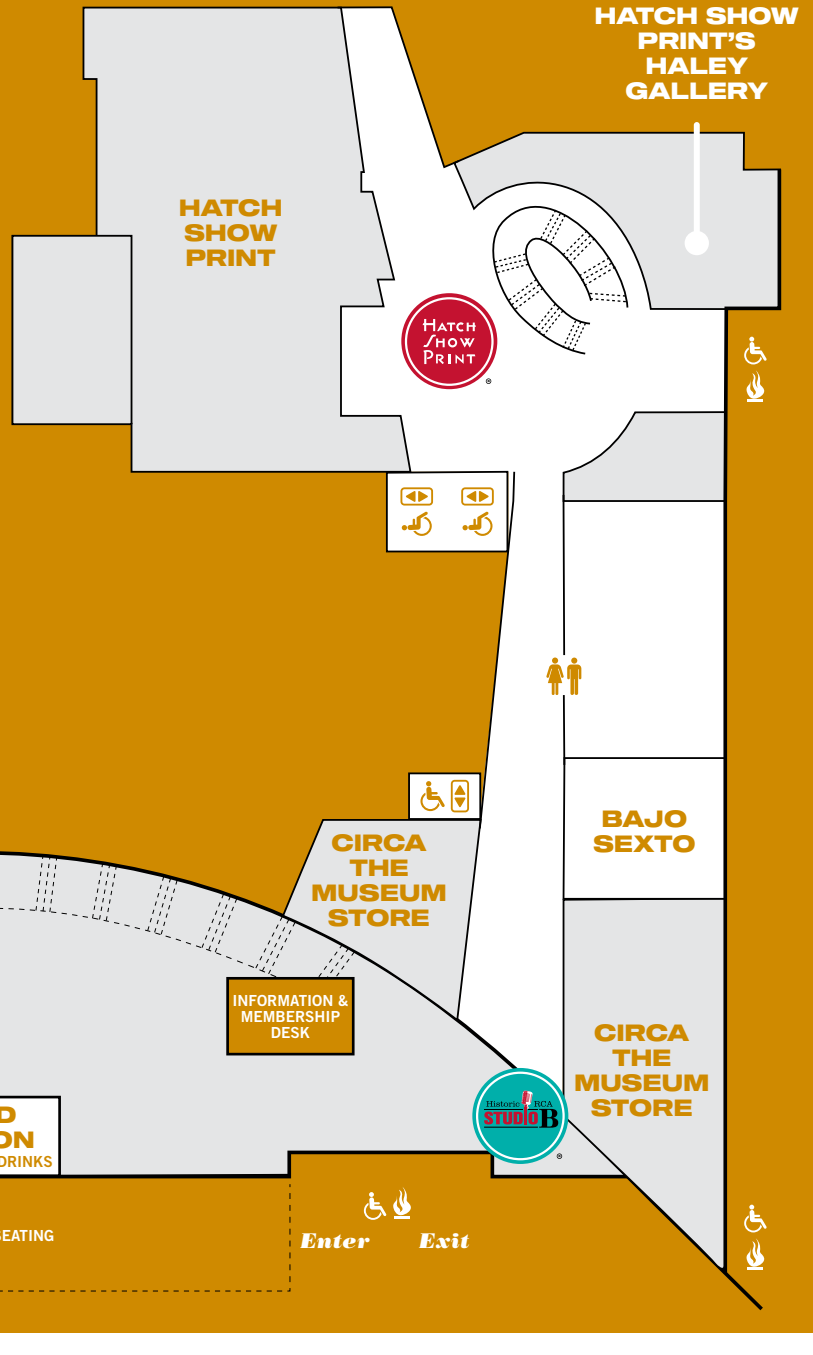 HATCH SHOW
PRINT'S
HALEY
GALLERY
HATCH
SHOW
PRINT
HATCH
SHOW
PRINT
®
BAJO
SEXTO
CIRCA
THE
MUSEUM
STORE
INFORMATION &
MEMBERSHIP
DESK
CIRCA
THE
MUSEUM
STORE
Historic RCA
STUDIO B
®
D
ON
DRINKS
EATING
Enter Exit